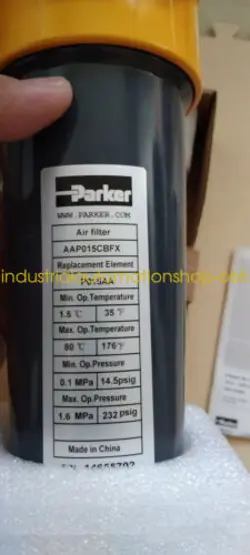 Parker
WWW.PARKER.COM
Air filter
AAP015CBFX
Replacement Element
industrialautomationshop.com
Min. Op. Temperature
1.5 ℃ 35 ℉
Max. Op. Temperature
80 ℃ 176 ℉
Min. Op. Pressure
0.1 MPa 14.5psig
Max. Op. Pressure
1.6 MPa 232 psig
Made in China